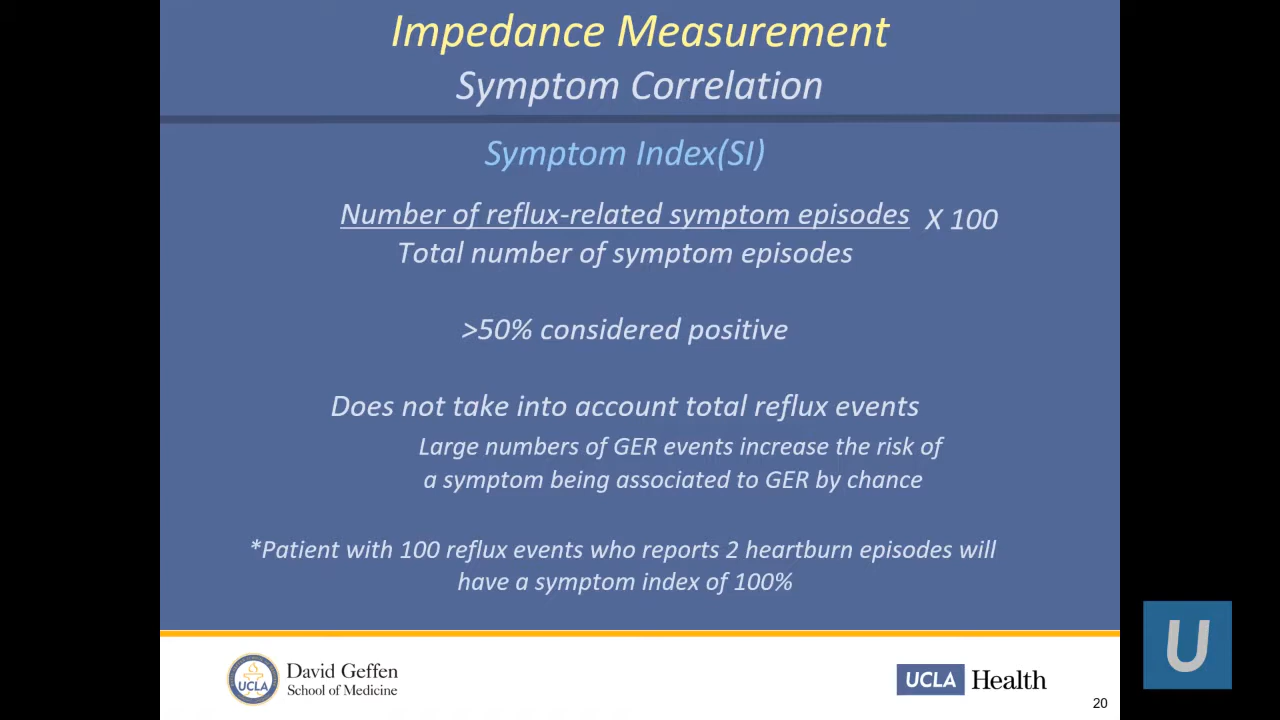 Impedance Measurement
Symptom Correlation
Symptom Index(SI)
Number of reflux-related symptom episodes X 100
Total number of symptom episodes
>50% considered positive
Does not take into account total reflux events
Large numbers of GER events increase the risk of
a symptom being associated to GER by chance
*Patient with 100 reflux events who reports 2 heartburn episodes will
have a symptom index of 100%
U
UCLA
David Geffen
School of Medicine
UCLA Health
20